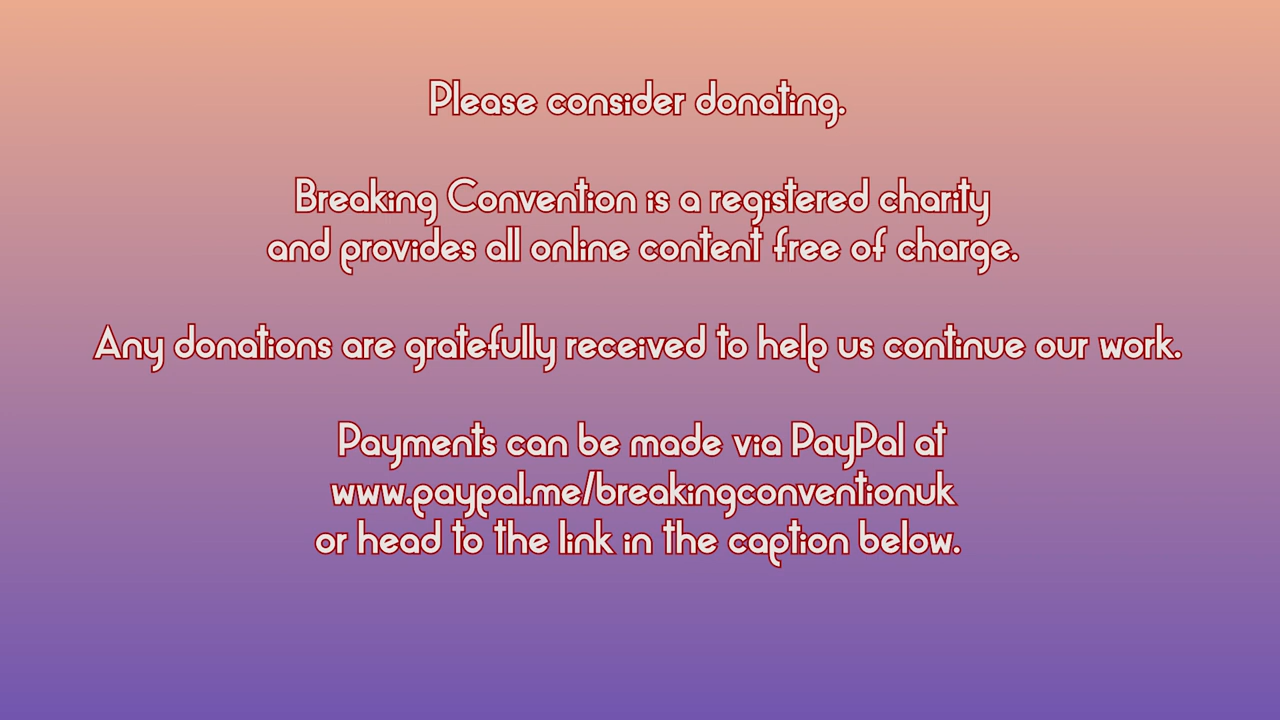 Please consider donating.
Breaking Convention is a registered charity
and provides all online content free of charge.
Any donations are gratefully received to help us continue our work.
Payments can be made via PayPal at
www.paypal.me/breakingconventionuk
or head to the link in the caption below.